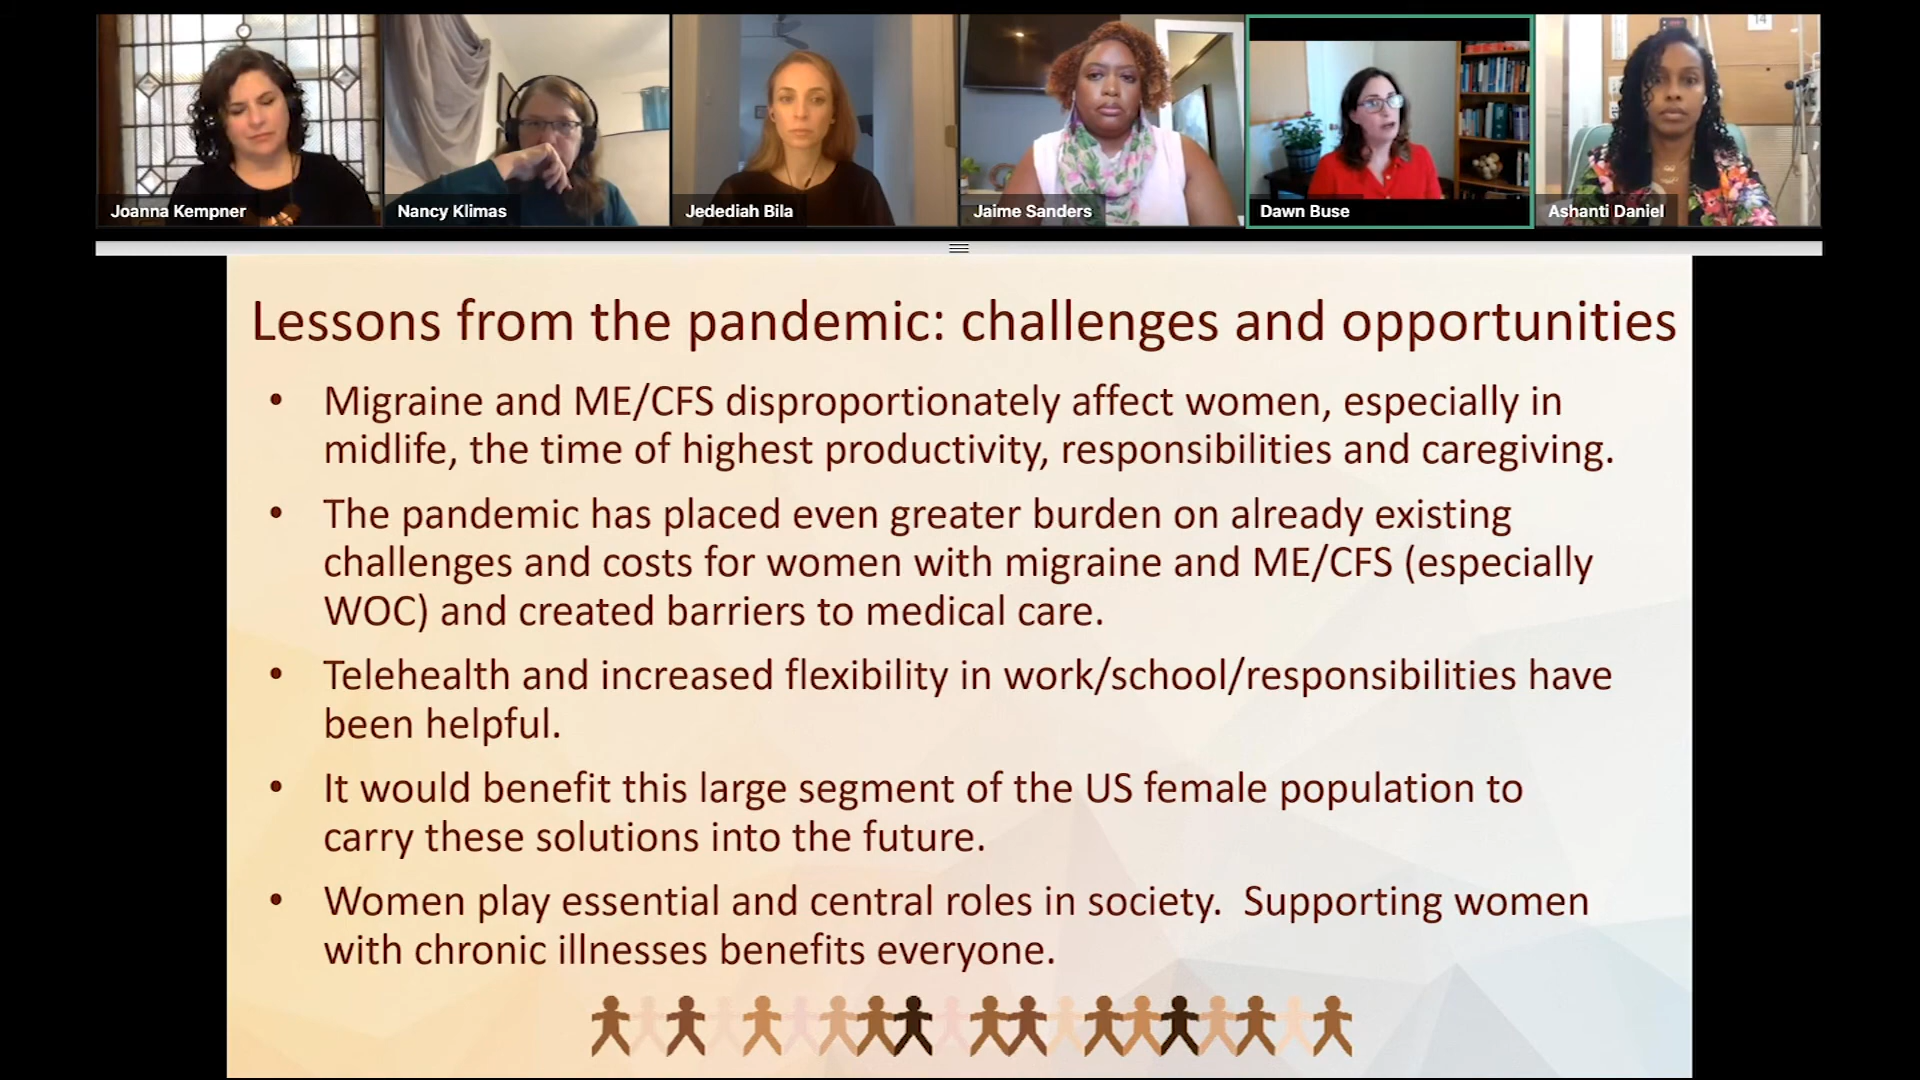 14
Joanna Kempner
Nancy Klimas
Jedediah Bila
Jaime Sanders
Dawn Buse
Ashanti Daniel
Lessons from the pandemic: challenges and opportunities
• Migraine and ME/CFS disproportionately affect women, especially in
midlife, the time of highest productivity, responsibilities and caregiving.
• The pandemic has placed even greater burden on already existing
challenges and costs for women with migraine and ME/CFS (especially
WOC) and created barriers to medical care.
• Telehealth and increased flexibility in work/school/responsibilities have
been helpful.
• It would benefit this large segment of the US female population to
carry these solutions into the future.
• Women play essential and central roles in society.  Supporting women
with chronic illnesses benefits everyone.